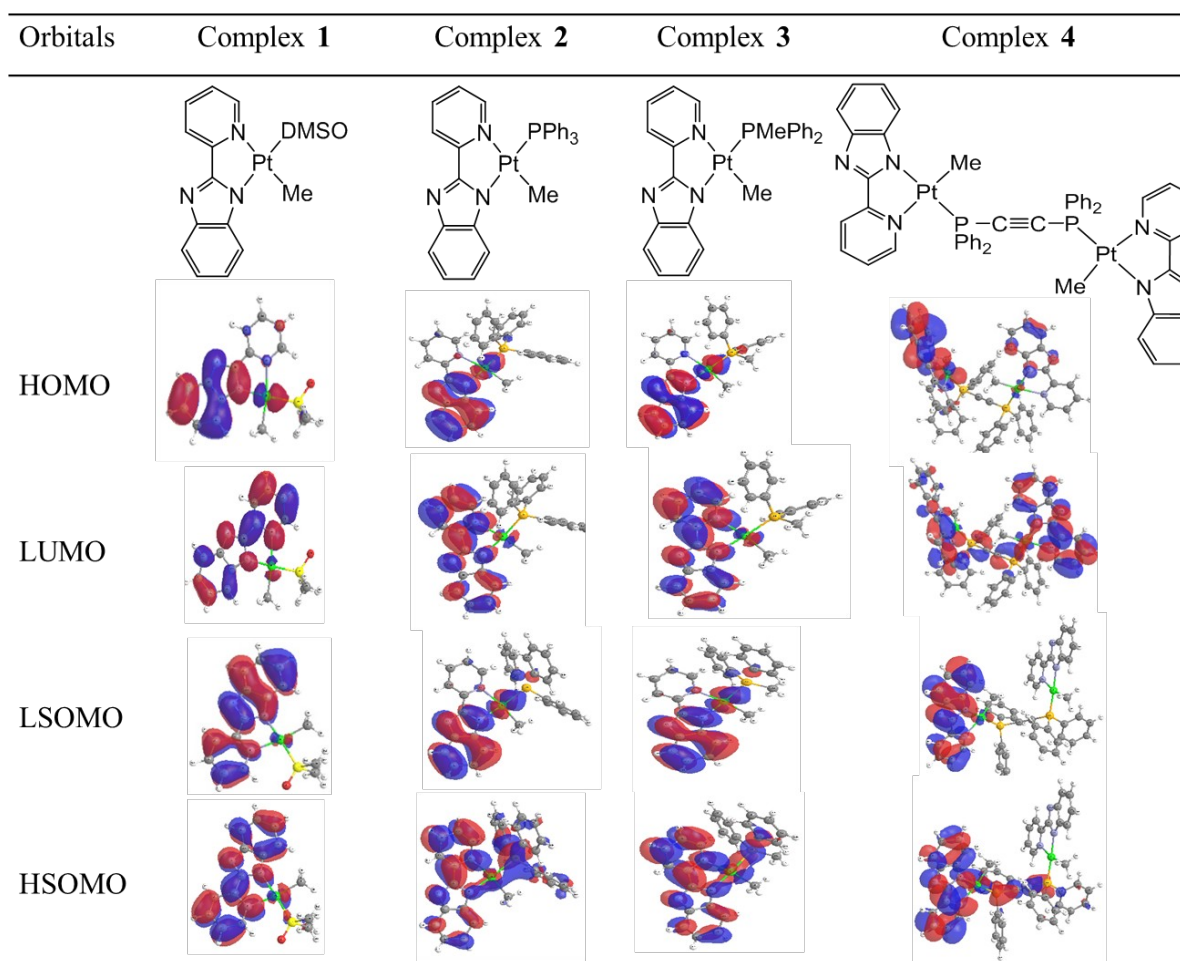 Orbitals Complex 1 Complex 2 Complex 3 Complex 4
N DMSO Pt N N Me
N PPh3 Pt N N Me
N PMePh2 Pt N N Me
N N Me Pt N P Ph2 C≡C Ph2 P Pt Me N N N
HOMO
LUMO
LSOMO
HSOMO